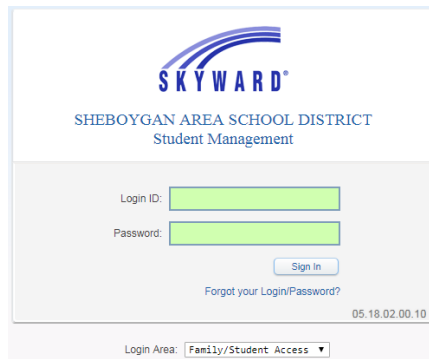 SKYWARD®
SHEBOYGAN AREA SCHOOL DISTRICT
Student Management
Login ID:
Password:
Sign In
Forgot your Login/Password?
05.18.02.00.10
Login Area: Family/Student Access ▼